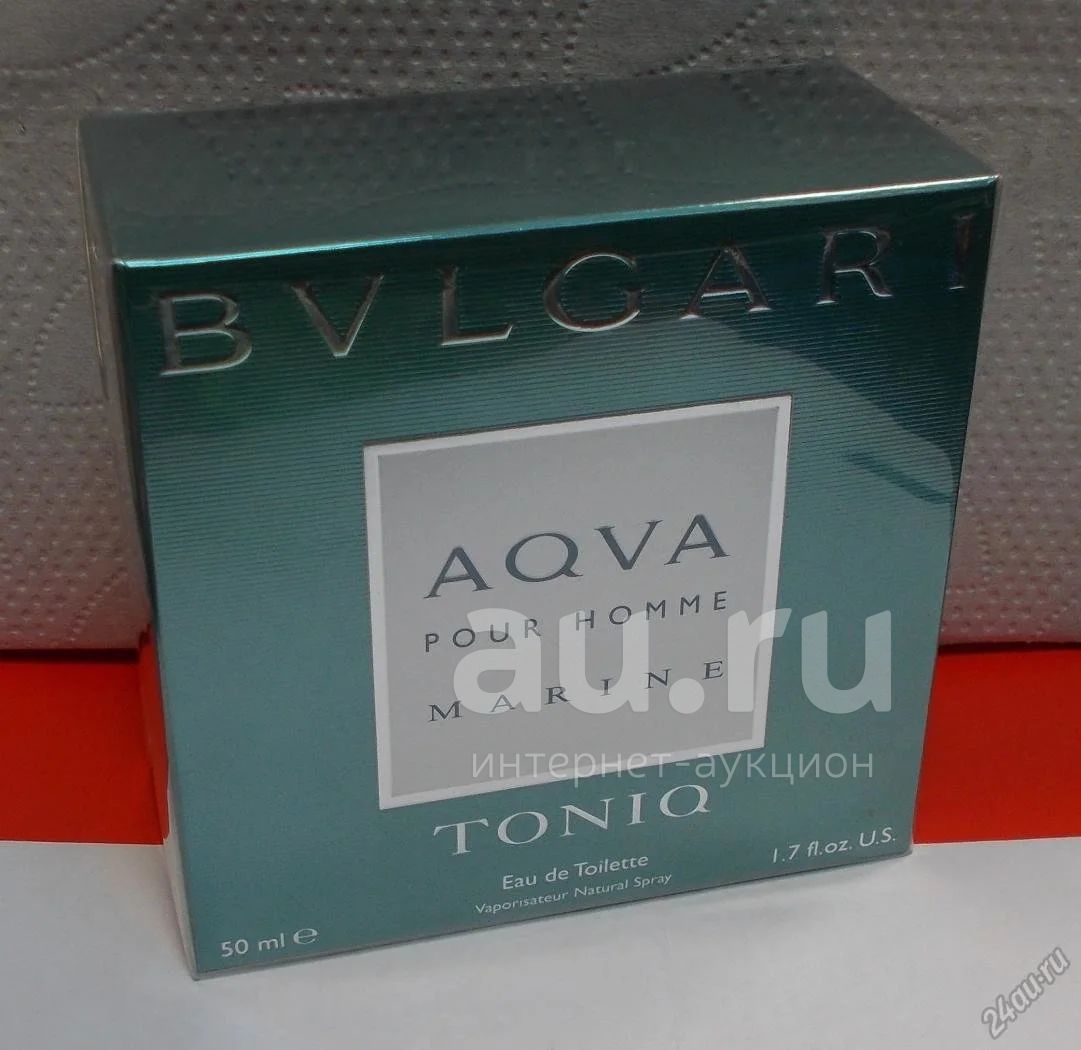 BVLGARI
AQVA
POUR HOMME
MARINE
au.ru
интернет-аукцион
TONIQ
Eau de Toilette
Vaporisateur Natural Spray
50 ml e
1.7 fl.oz. U.S.
24au.ru